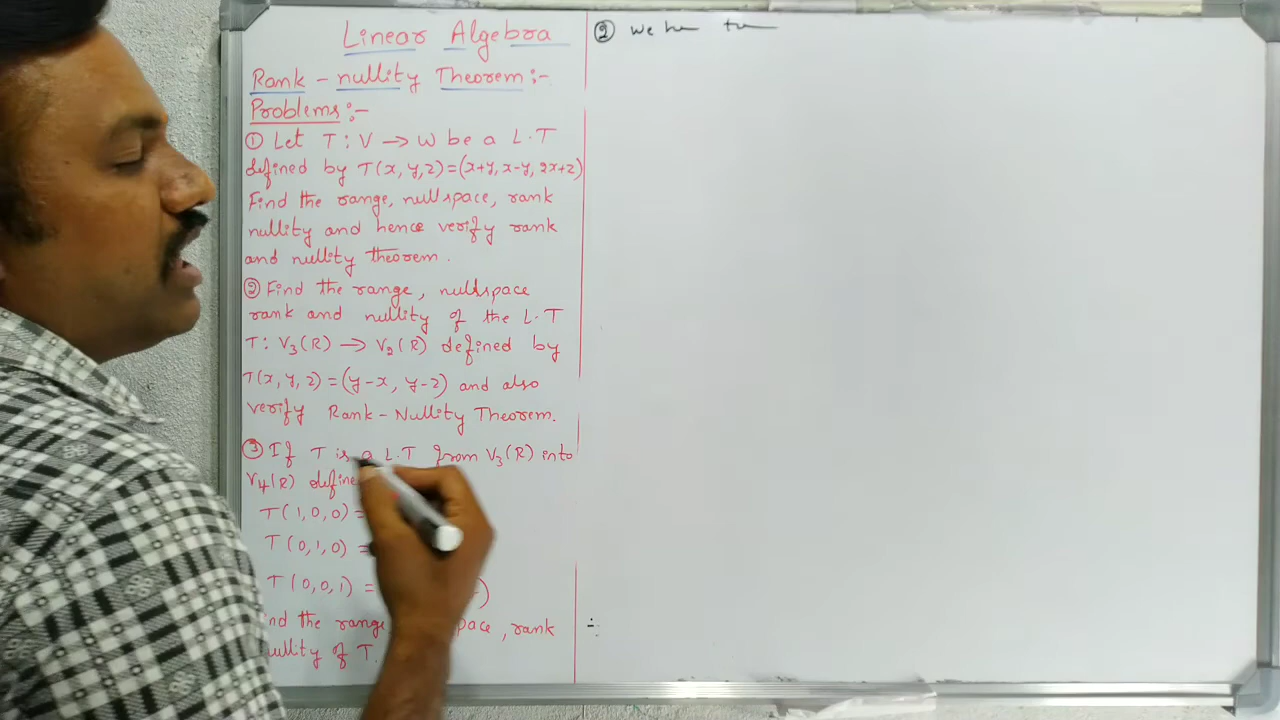 Linear Algebra
Rank - nullity Theorem :-
Problems :-
① Let T : V → W be a L.T
defined by T(x, y, z) = (x+y, x-y, 2x+z)
Find the range, nullspace, rank
nullity and hence verify rank
and nullity theorem.
② Find the range, nullspace
rank and nullity of the L.T
T : V₃(R) → V₂(R) defined by
T(x, y, z) = (y-x, y-z) and also
verify Rank - Nullity Theorem.
③ If T is a L.T from V₃(R) into
V₄(R) define
T(1,0,0) =
T(0,1,0) =
T(0,0,1) = )
nd the range pace, rank
ullity of T.
② We have